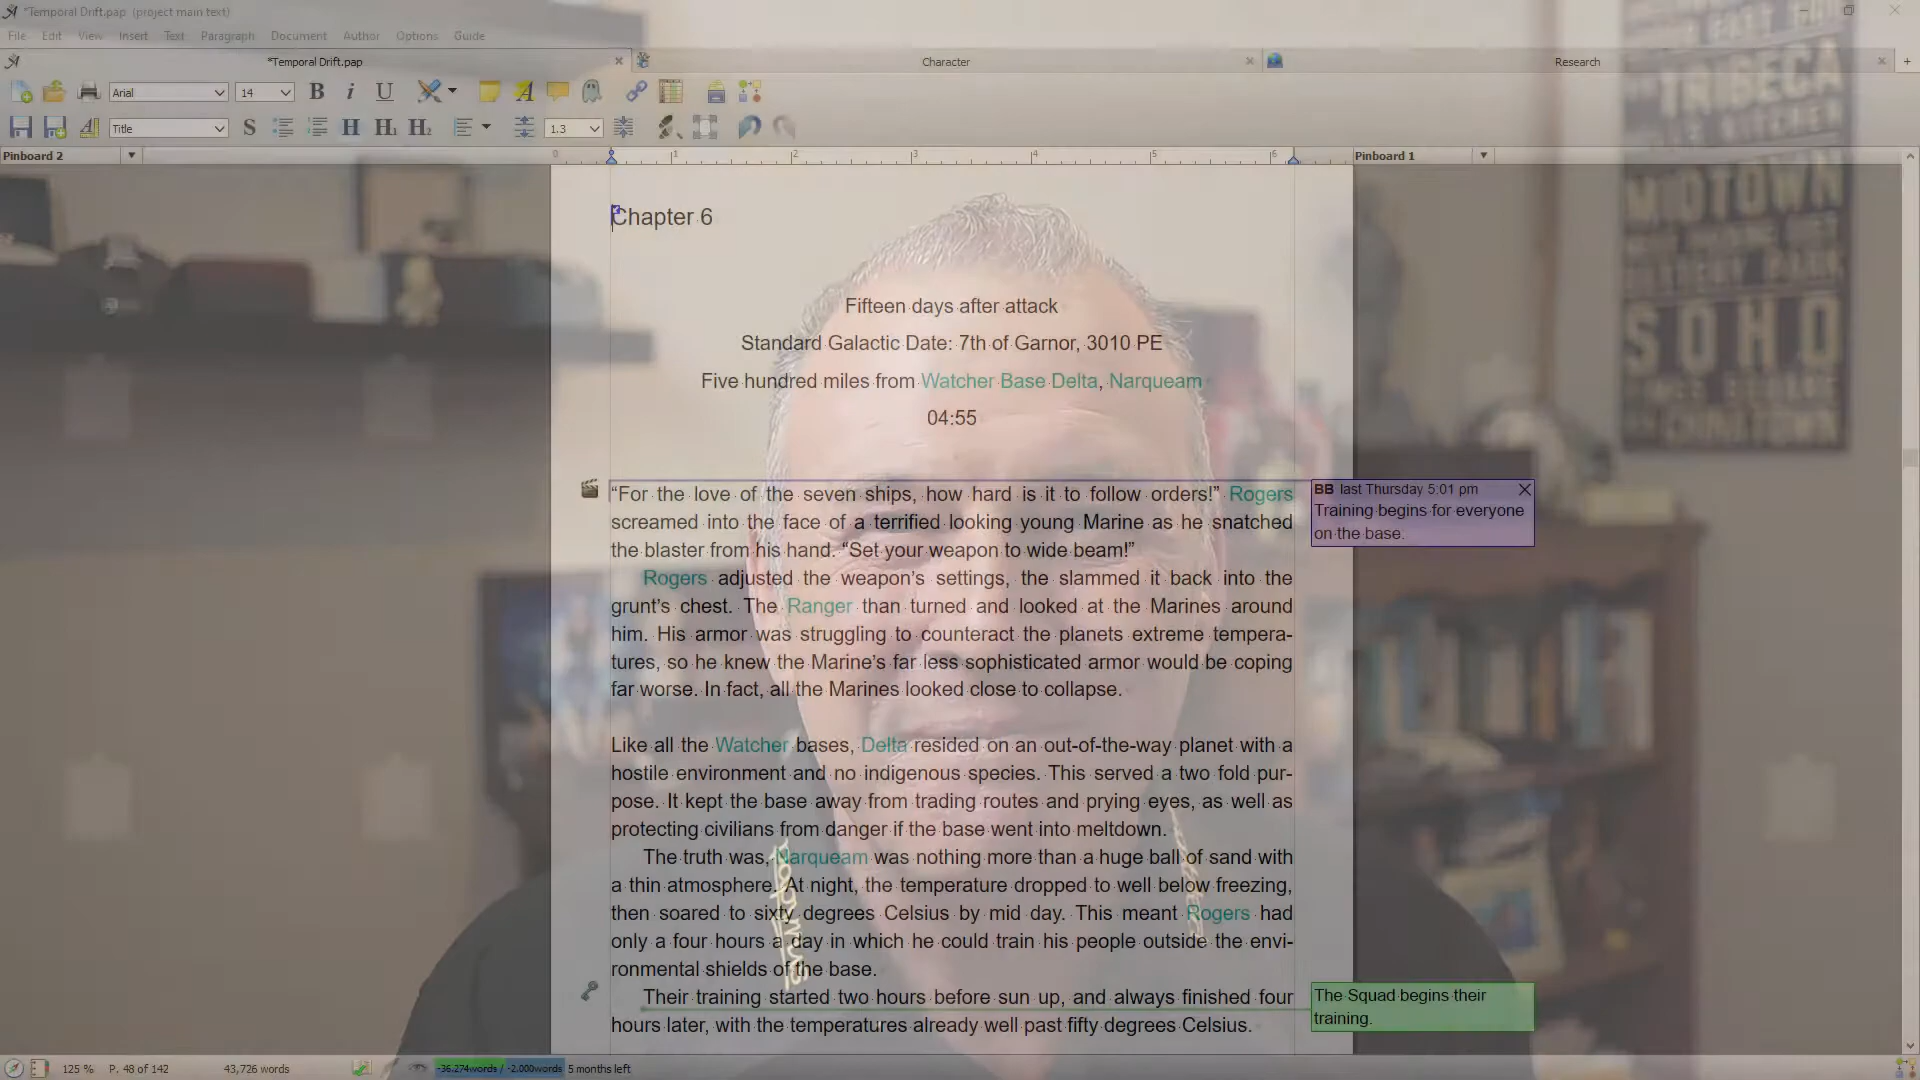 *Temporal Drift.pap (project main text)
File Edit View Insert Text Paragraph Document Author Options Guide
*Temporal Drift.pap Character Research
Arial 14 B i U
Title S H H1 H2 1.3
Pinboard 2 0 1 2 3 4 5 6 Pinboard 1
TRIBECA
MIDTOWN
SOHO
CHINATOWN
Chapter 6
Fifteen days after attack
Standard Galactic Date: 7th of Garnor, 3010 PE
Five hundred miles from Watcher Base Delta, Narqueam
04:55
“For the love of the seven ships, how hard is it to follow orders!” Rogers
screamed into the face of a terrified looking young Marine as he snatched
the blaster from his hand. “Set your weapon to wide beam!”
Rogers adjusted the weapon’s settings, the slammed it back into the
grunt’s chest. The Ranger than turned and looked at the Marines around
him. His armor was struggling to counteract the planets extreme tempera-
tures, so he knew the Marine’s far less sophisticated armor would be coping
far worse. In fact, all the Marines looked close to collapse.
BB last Thursday 5:01 pm
Training begins for everyone
on the base.
Like all the Watcher bases, Delta resided on an out-of-the-way planet with a
hostile environment and no indigenous species. This served a two fold pur-
pose. It kept the base away from trading routes and prying eyes, as well as
protecting civilians from danger if the base went into meltdown.
The truth was, Narqueam was nothing more than a huge ball of sand with
a thin atmosphere. At night, the temperature dropped to well below freezing,
then soared to sixty degrees Celsius by mid day. This meant Rogers had
only a four hours a day in which he could train his people outside the envi-
ronmental shields of the base.
Their training started two hours before sun up, and always finished four
hours later, with the temperatures already well past fifty degrees Celsius.
The Squad begins their
training.
125 % P. 48 of 142 43,726 words -36.274words / -2.000words 5 months left